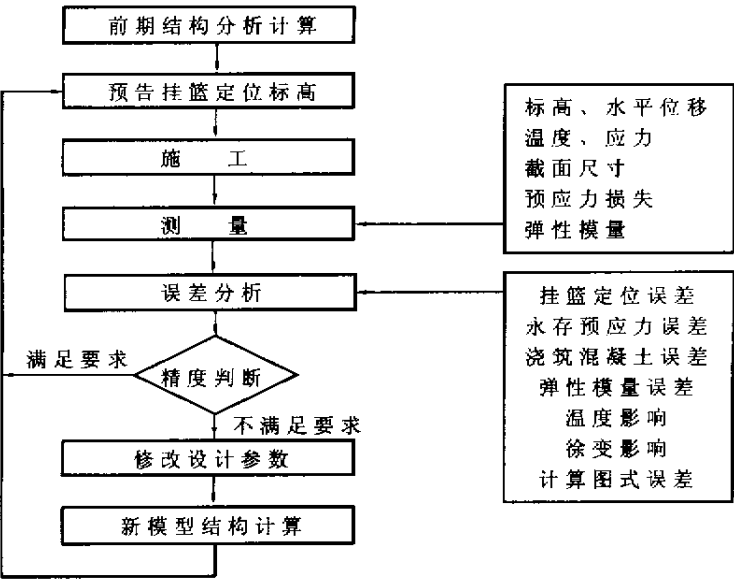 前期结构分析计算
预告挂篮定位标高
施工
测量
误差分析
精度判断
满足要求
不满足要求
修改设计参数
新模型结构计算
标高、水平位移
温度、应力
截面尺寸
预应力损失
弹性模量
挂篮定位误差
永存预应力误差
浇筑混凝土误差
弹性模量误差
温度影响
徐变影响
计算图式误差